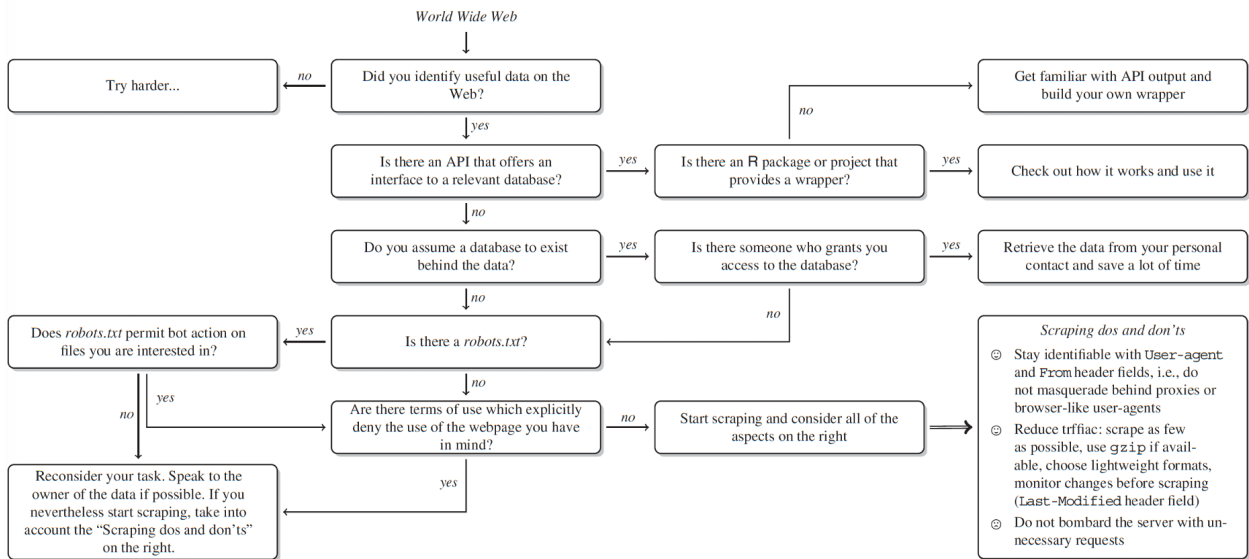 World Wide Web
Try harder...
no
Did you identify useful data on the
Web?
Get familiar with API output and
build your own wrapper
yes
no
Is there an API that offers an
interface to a relevant database?
yes
Is there an R package or project that
provides a wrapper?
yes
Check out how it works and use it
no
Do you assume a database to exist
behind the data?
yes
Is there someone who grants you
access to the database?
yes
Retrieve the data from your personal
contact and save a lot of time
no
no
Does robots.txt permit bot action on
files you are interested in?
yes
Is there a robots.txt?
no
yes
no
Are there terms of use which explicitly
deny the use of the webpage you have
in mind?
no
Start scraping and consider all of the
aspects on the right
yes
Reconsider your task. Speak to the
owner of the data if possible. If you
nevertheless start scraping, take into
account the “Scraping dos and don’ts”
on the right.
Scraping dos and don’ts
Stay identifiable with User-agent
and From header fields, i.e., do
not masquerade behind proxies or
browser-like user-agents
Reduce trffiac: scrape as few
as possible, use gzip if avail-
able, choose lightweight formats,
monitor changes before scraping
(Last-Modified header field)
Do not bombard the server with un-
necessary requests